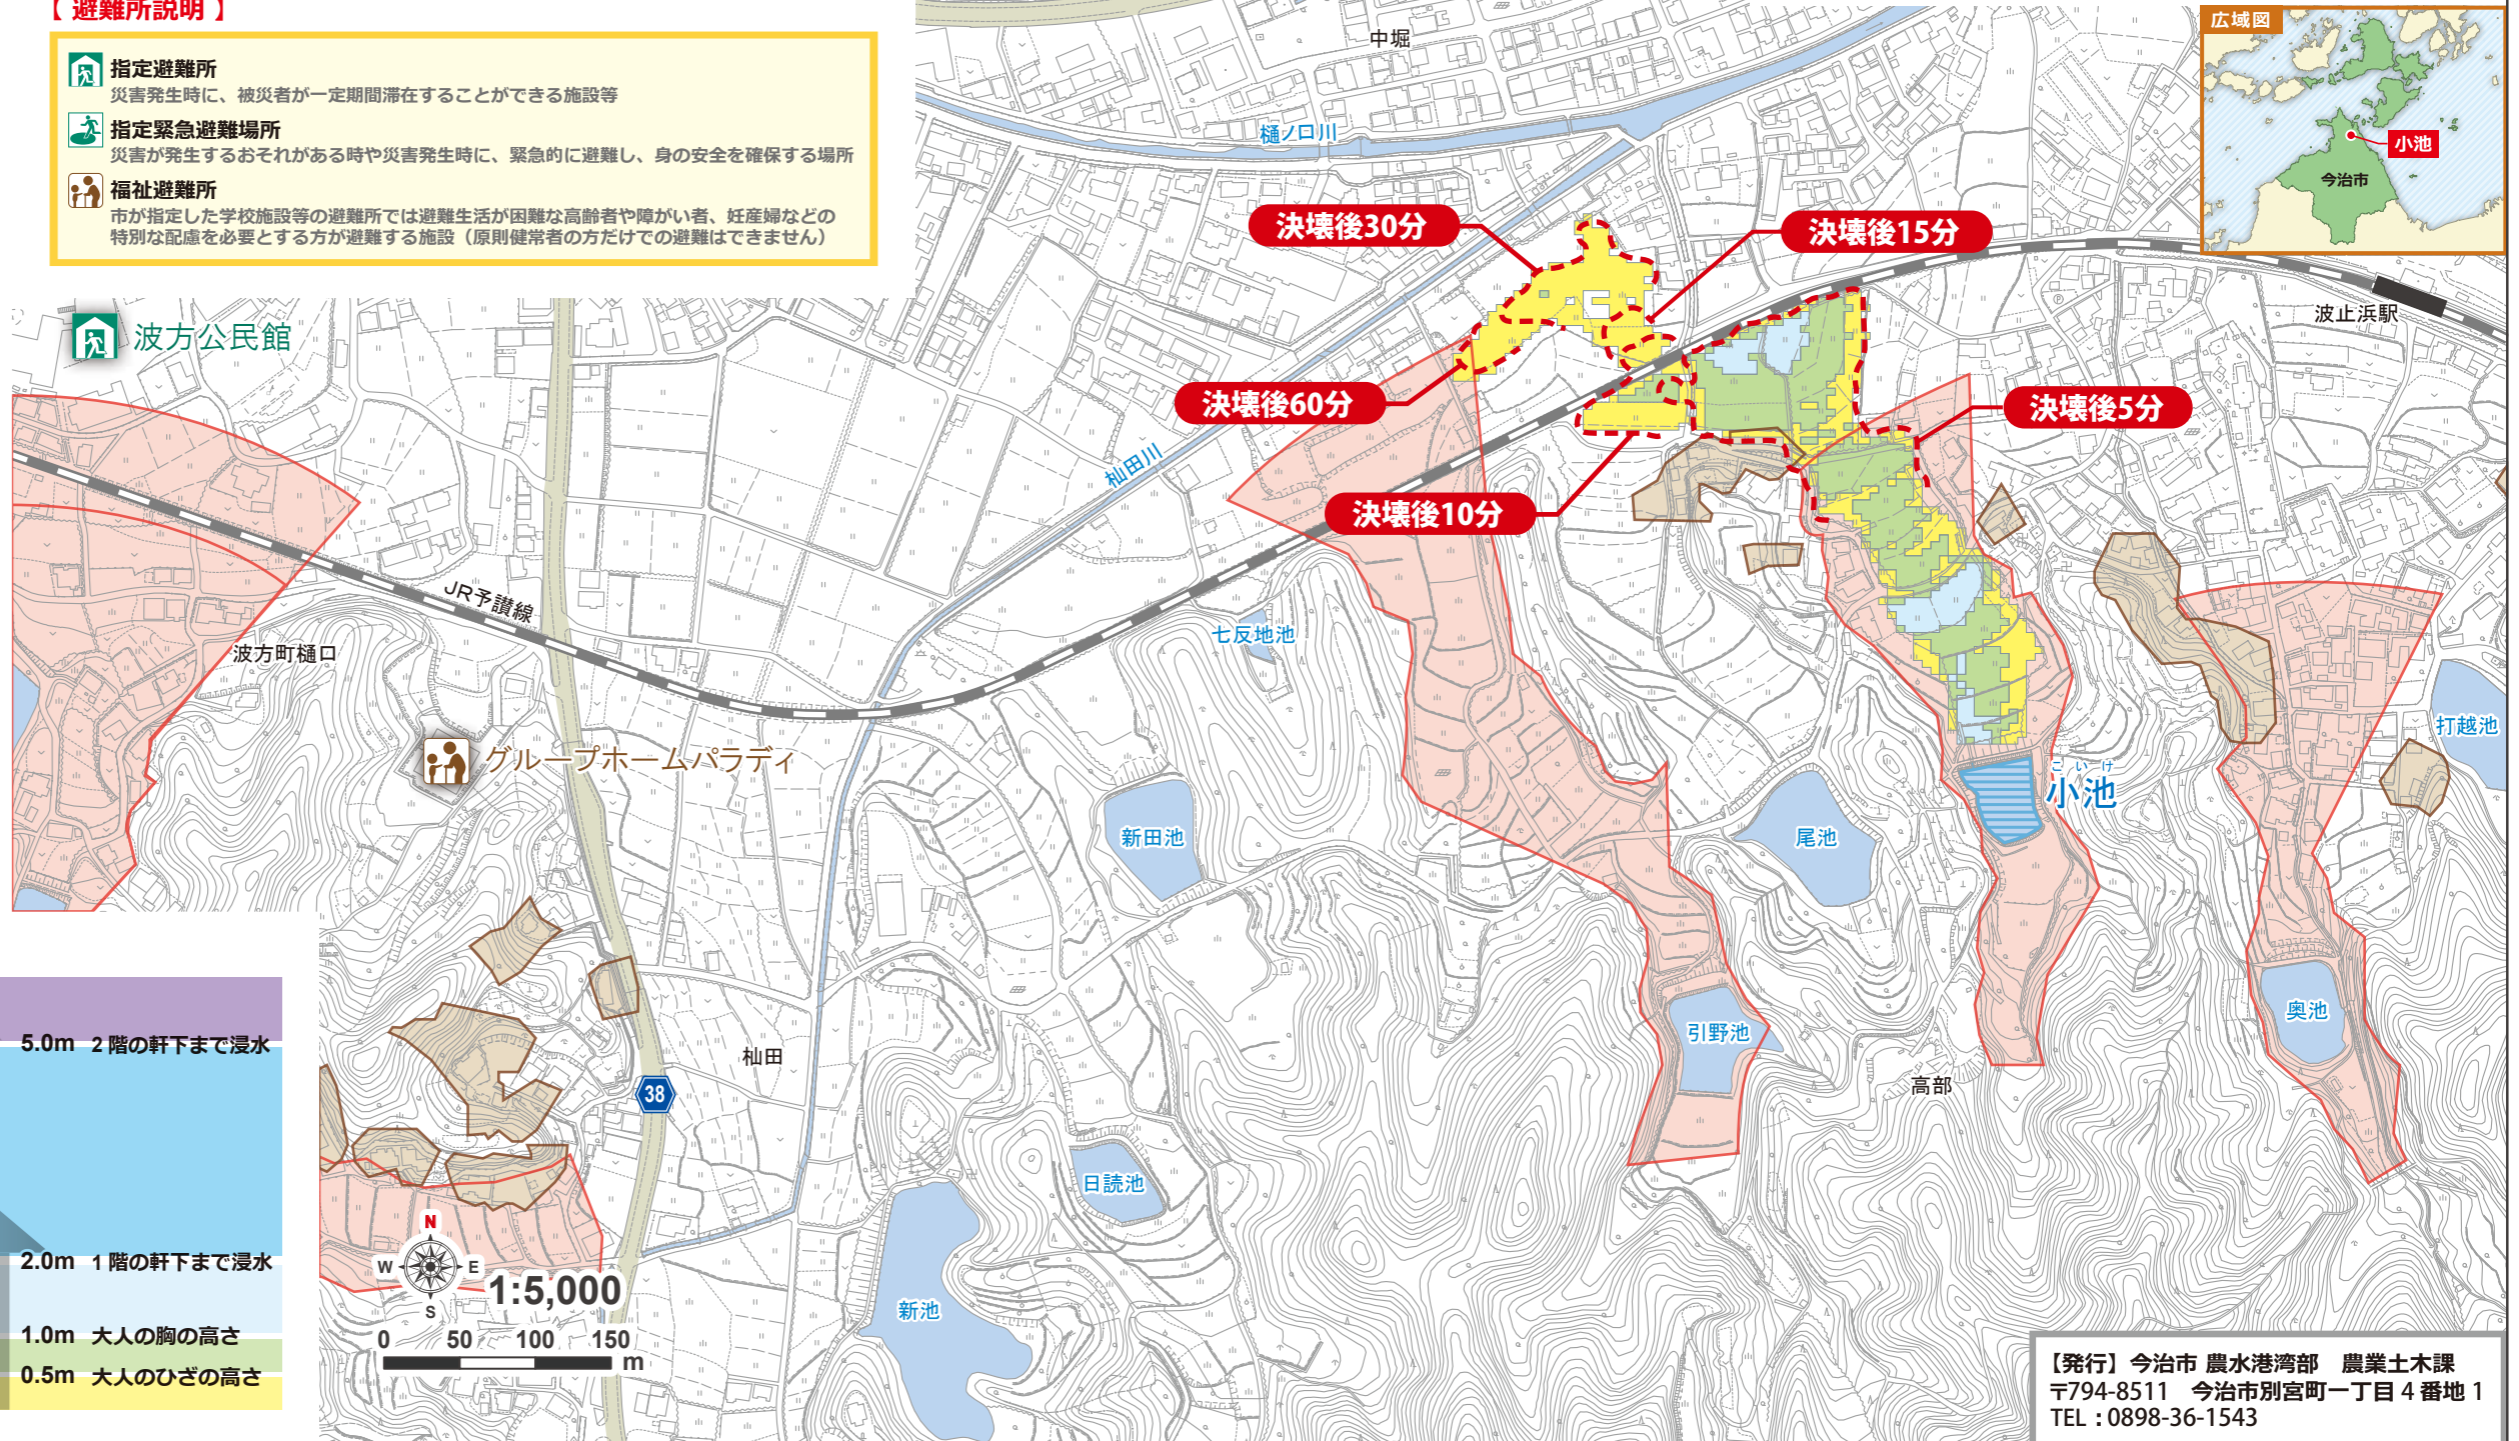 【 避難所説明 】
指定避難所
災害発生時に、被災者が一定期間滞在することができる施設等
指定緊急避難場所
災害が発生するおそれがある時や災害発生時に、緊急的に避難し、身の安全を確保する場所
福祉避難所
市が指定した学校施設等の避難所では避難生活が困難な高齢者や障がい者、妊産婦などの
特別な配慮を必要とする方が避難する施設（原則健常者の方だけでの避難はできません）
広域図
小池
今治市
中堀
樋ノ口川
決壊後30分
決壊後15分
波止浜駅
波方公民館
決壊後60分
決壊後5分
杣田川
決壊後10分
JR予讃線
七反地池
波方町樋口
打越池
グループホームパラディ
こいけ
小池
新田池
尾池
奥池
引野池
5.0m 2階の軒下まで浸水
杣田
高部
38
日読池
N
W E
S
2.0m 1階の軒下まで浸水
1:5,000
新池
1.0m 大人の胸の高さ
0 50 100 150
m
0.5m 大人のひざの高さ
【発行】今治市 農水港湾部 農業土木課
〒794-8511 今治市別宮町一丁目4番地1
TEL：0898-36-1543